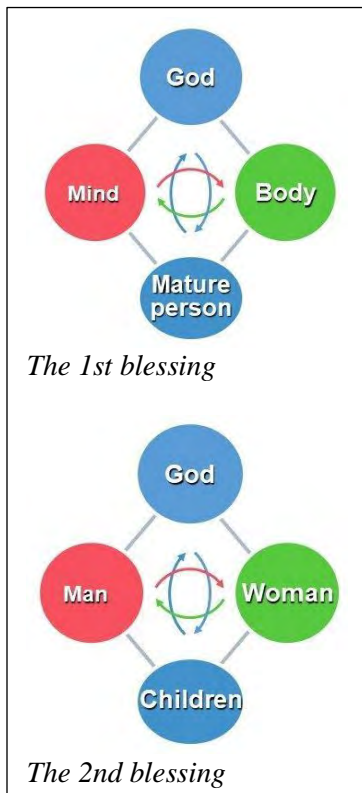 God
Mind
Body
Mature
person
The 1st blessing
God
Man
Woman
Children
The 2nd blessing